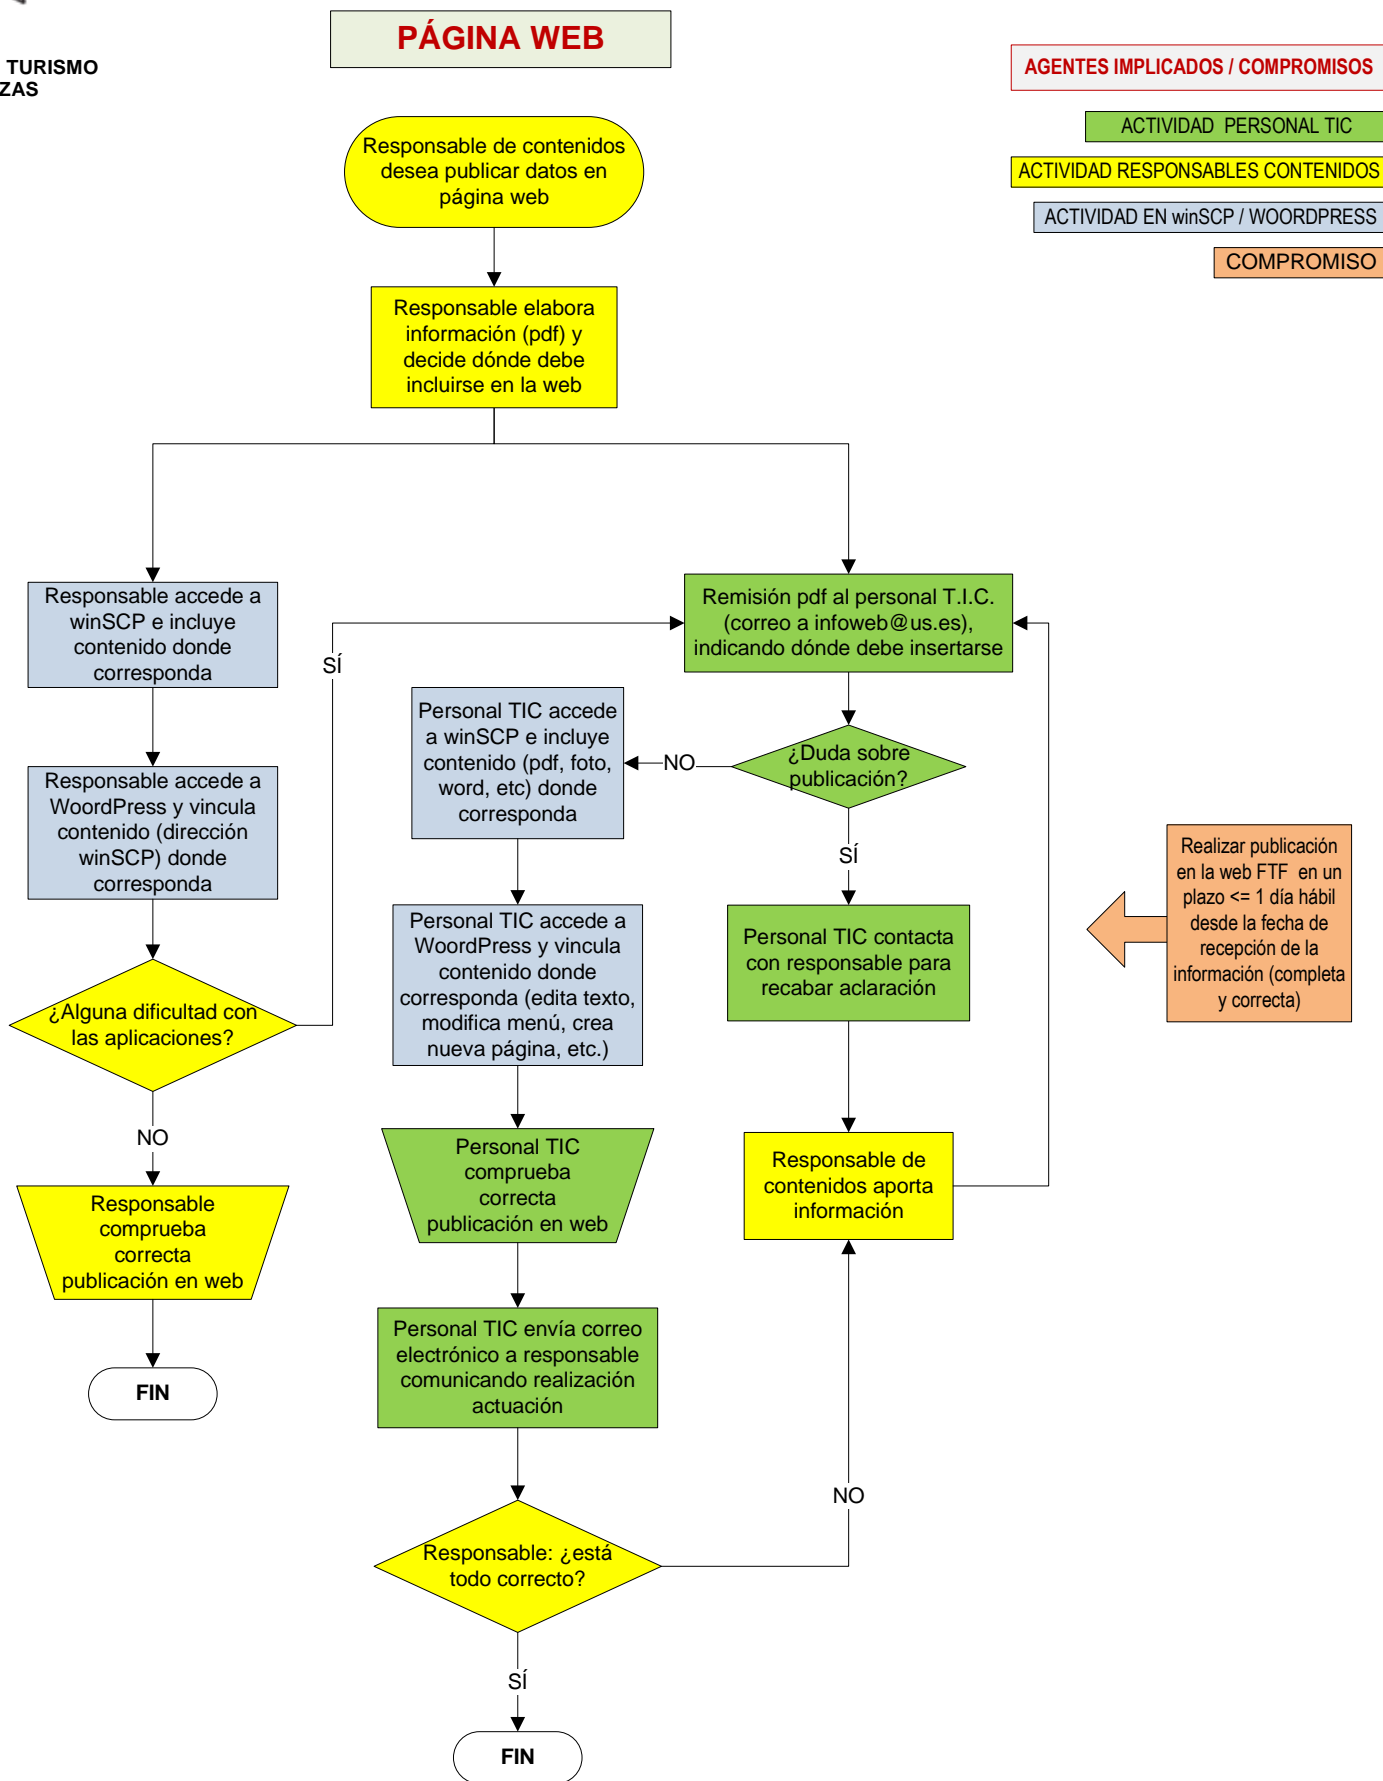 PÁGINA WEB
TURISMO
ZAS
AGENTES IMPLICADOS / COMPROMISOS
ACTIVIDAD PERSONAL TIC
ACTIVIDAD RESPONSABLES CONTENIDOS
ACTIVIDAD EN winSCP / WOORDPRESS
COMPROMISO
Responsable de contenidos
desea publicar datos en
página web
Responsable elabora
información (pdf) y
decide dónde debe
incluirse en la web
Responsable accede a
winSCP e incluye
contenido donde
corresponda
Responsable accede a
WoordPress y vincula
contenido (dirección
winSCP) donde
corresponda
¿Alguna dificultad con
las aplicaciones?
SÍ
NO
Responsable
comprueba
correcta
publicación en web
FIN
Remisión pdf al personal T.I.C.
(correo a infoweb@us.es),
indicando dónde debe insertarse
¿Duda sobre
publicación?
NO
SÍ
Personal TIC accede
a winSCP e incluye
contenido (pdf, foto,
word, etc) donde
corresponda
Personal TIC accede a
WoordPress y vincula
contenido donde
corresponda (edita texto,
modifica menú, crea
nueva página, etc.)
Personal TIC
comprueba
correcta
publicación en web
Personal TIC envía correo
electrónico a responsable
comunicando realización
actuación
Responsable: ¿está
todo correcto?
NO
SÍ
FIN
Personal TIC contacta
con responsable para
recabar aclaración
Responsable de
contenidos aporta
información
Realizar publicación
en la web FTF en un
plazo <= 1 día hábil
desde la fecha de
recepción de la
información (completa
y correcta)